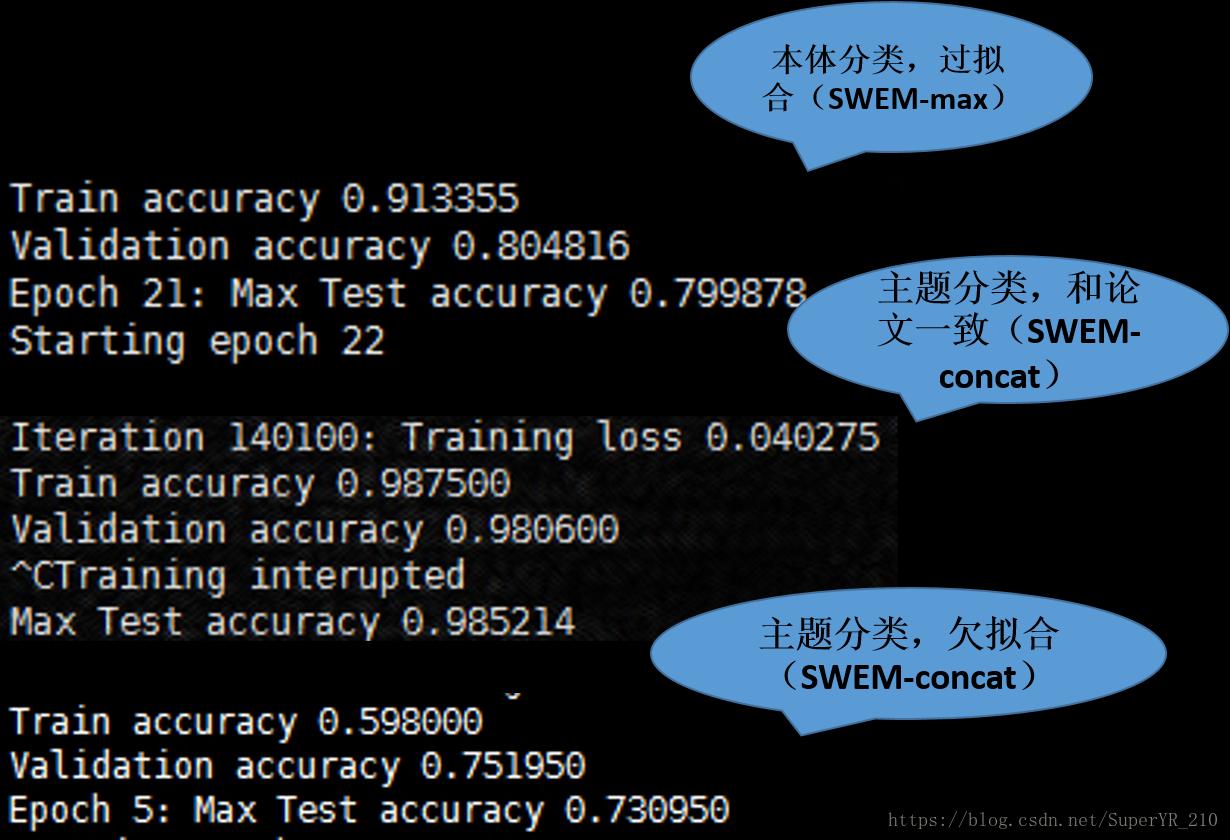 本体分类，过拟
合（SWEM-max）
Train accuracy 0.913355
Validation accuracy 0.804816
Epoch 21: Max Test accuracy 0.799878
Starting epoch 22
主题分类，和论
文一致（SWEM-
concat）
Iteration 140100: Training loss 0.040275
Train accuracy 0.987500
Validation accuracy 0.980600
^CTraining interupted
Max Test accuracy 0.985214
主题分类，欠拟合
（SWEM-concat）
Train accuracy 0.598000
Validation accuracy 0.751950
Epoch 5: Max Test accuracy 0.730950
https://blog.csdn.net/SuperYR_210